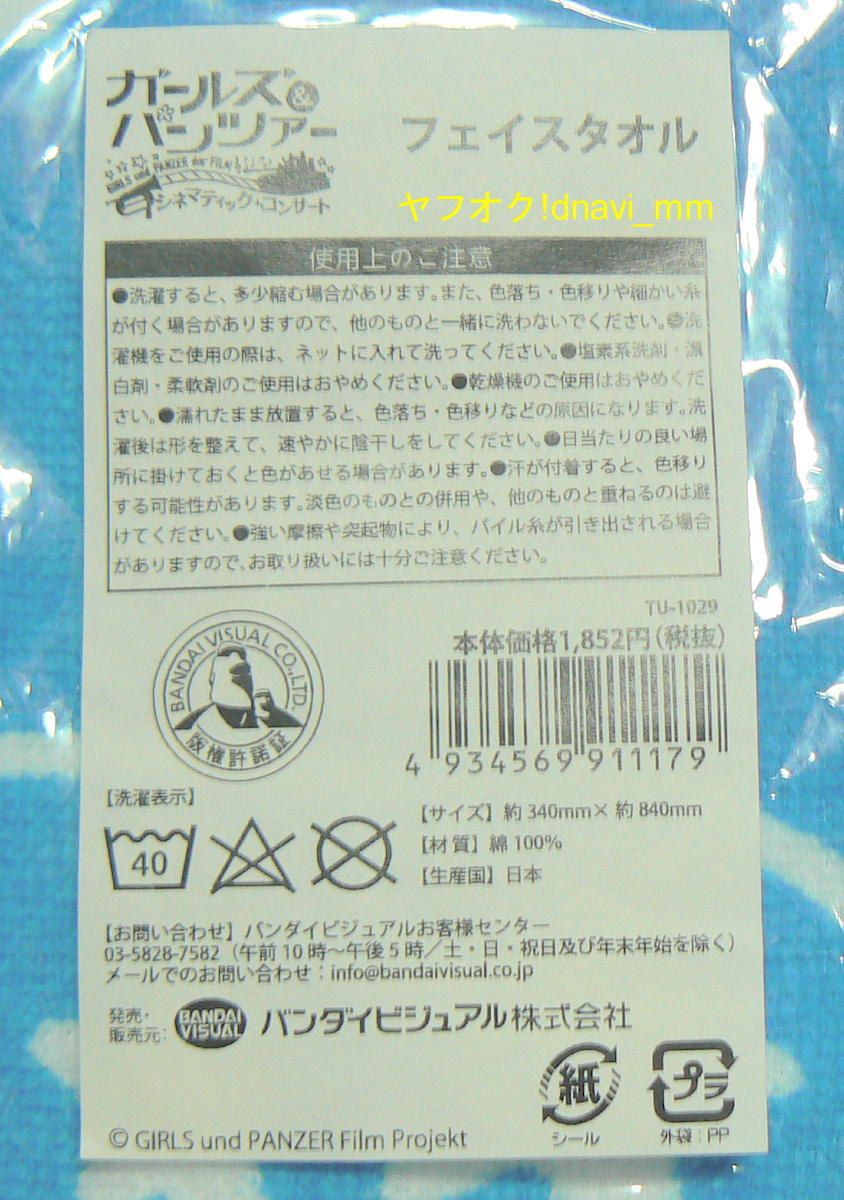 ガールズ&
パンツァー
GIRLS und PANZER der FILM
シネマティック・コンサート
フェイスタオル
ヤフオク!dnavi_mm
使用上のご注意
●洗濯すると、多少縮む場合があります。また、色落ち・色移りや細かい糸
が付く場合がありますので、他のものと一緒に洗わないでください。●洗
濯機をご使用の際は、ネットに入れて洗ってください。●塩素系洗剤・漂
白剤・柔軟剤のご使用はおやめください。●乾燥機のご使用はおやめくだ
さい。●濡れたまま放置すると、色落ち・色移りなどの原因になります。洗
濯後は形を整えて、速やかに陰干しをしてください。●日当たりの良い場
所に掛けておくと色があせる場合があります。●汗が付着すると、色移り
する可能性があります。淡色のものとの併用や、他のものと重ねるのは避
けてください。●強い摩擦や突起物により、パイル糸が引き出される場合
がありますので、お取り扱いには十分ご注意ください。
TU-1029
本体価格1,852円(税抜)
BANDAI VISUAL CO.,LTD.
版権許諾証
4 934569 911179
【洗濯表示】
40
【サイズ】約340mm×約840mm
【材質】綿100%
【生産国】日本
【お問い合わせ】バンダイビジュアルお客様センター
03-5828-7582（午前10時〜午後5時／土・日・祝日及び年末年始を除く）
メールでのお問い合わせ：info@bandaivisual.co.jp
発売・
販売元:
BANDAI
VISUAL
バンダイビジュアル株式会社
紙
シール
プラ
外袋：PP
© GIRLS und PANZER Film Projekt